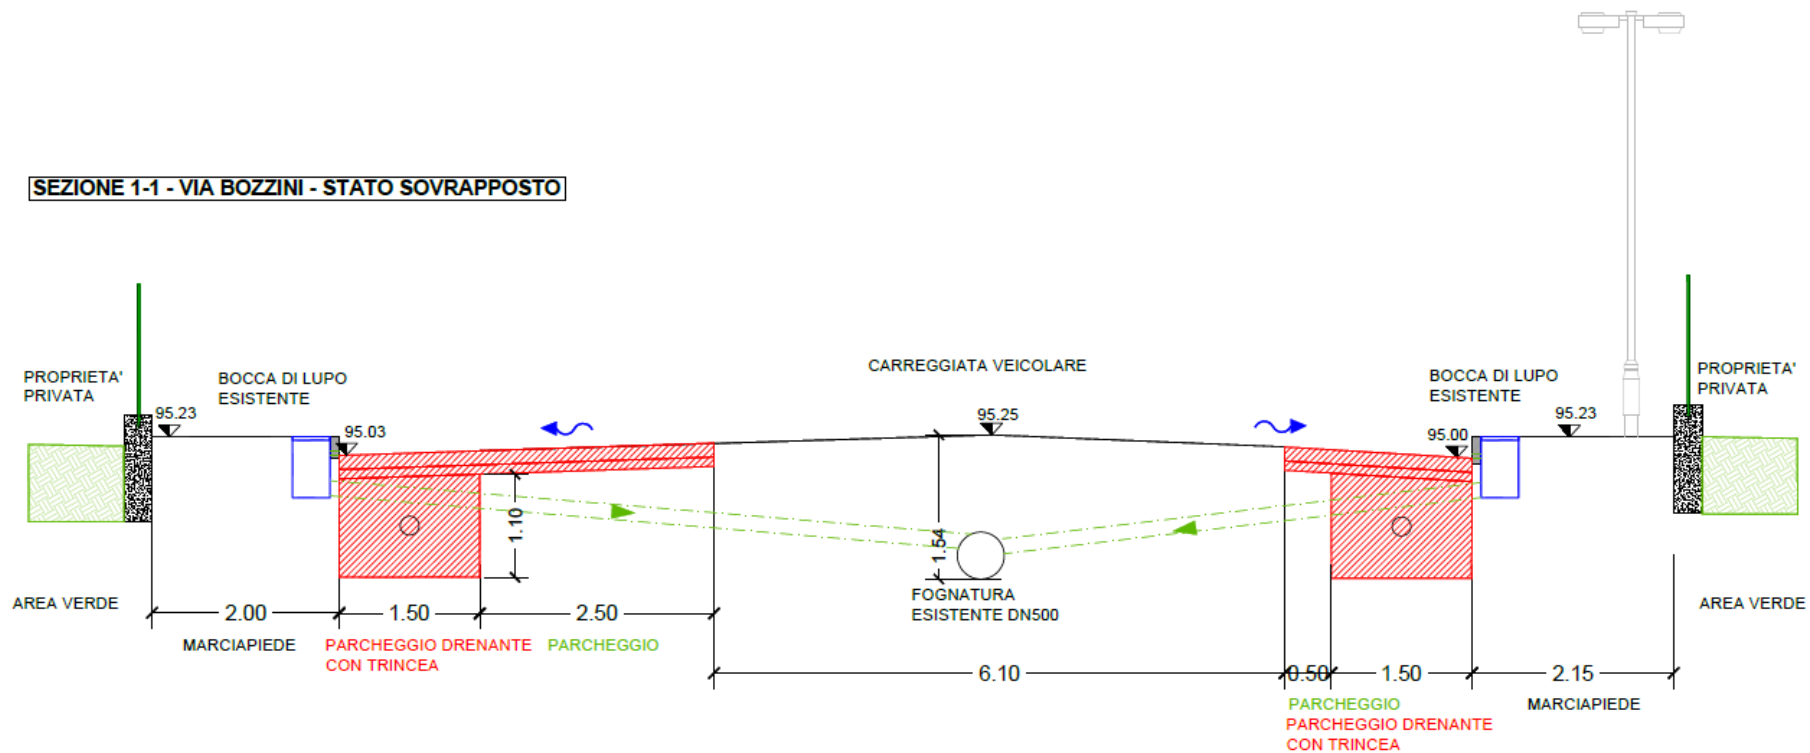 SEZIONE 1-1 - VIA BOZZINI - STATO SOVRAPPOSTO
PROPRIETA'
PRIVATA
BOCCA DI LUPO
ESISTENTE
CARREGGIATA VEICOLARE
BOCCA DI LUPO
ESISTENTE
PROPRIETA'
PRIVATA
95.23
95.03
95.25
95.00
95.23
1.10
1.54
AREA VERDE
FOGNATURA
ESISTENTE DN500
AREA VERDE
2.00
1.50
2.50
MARCIAPIEDE
PARCHEGGIO DRENANTE
CON TRINCEA
PARCHEGGIO
6.10
0.50
1.50
2.15
PARCHEGGIO
PARCHEGGIO DRENANTE
CON TRINCEA
MARCIAPIEDE